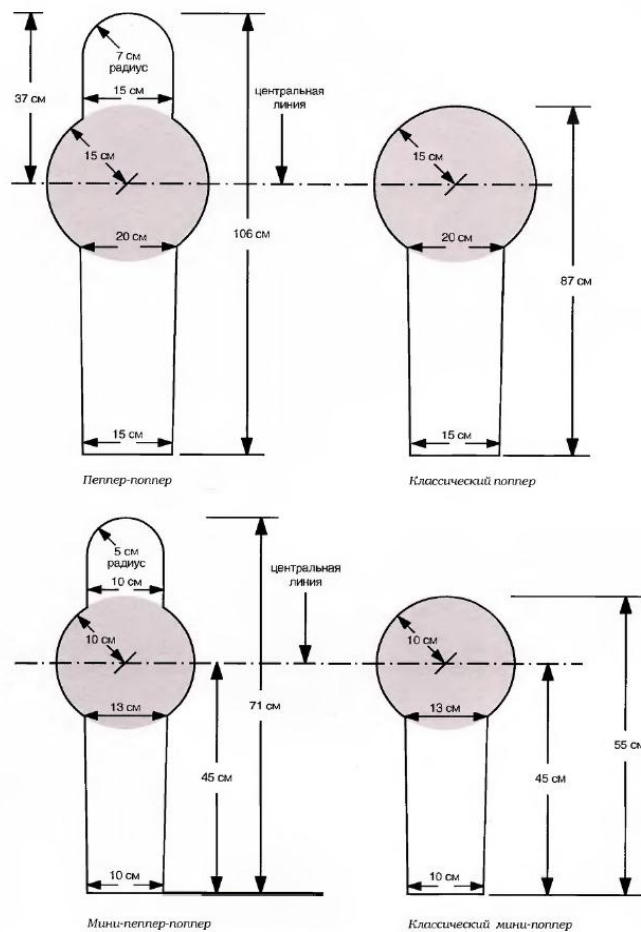 7 см
радиус
15 см
37 см
центральная
линия
15 см
15 см
20 см
106 см
20 см
87 см
15 см
15 см
Пеппер-поппер
Классический поппер
5 см
радиус
10 см
центральная
линия
10 см
10 см
13 см
71 см
13 см
55 см
45 см
45 см
10 см
10 см
Мини-пеппер-поппер
Классический мини-поппер